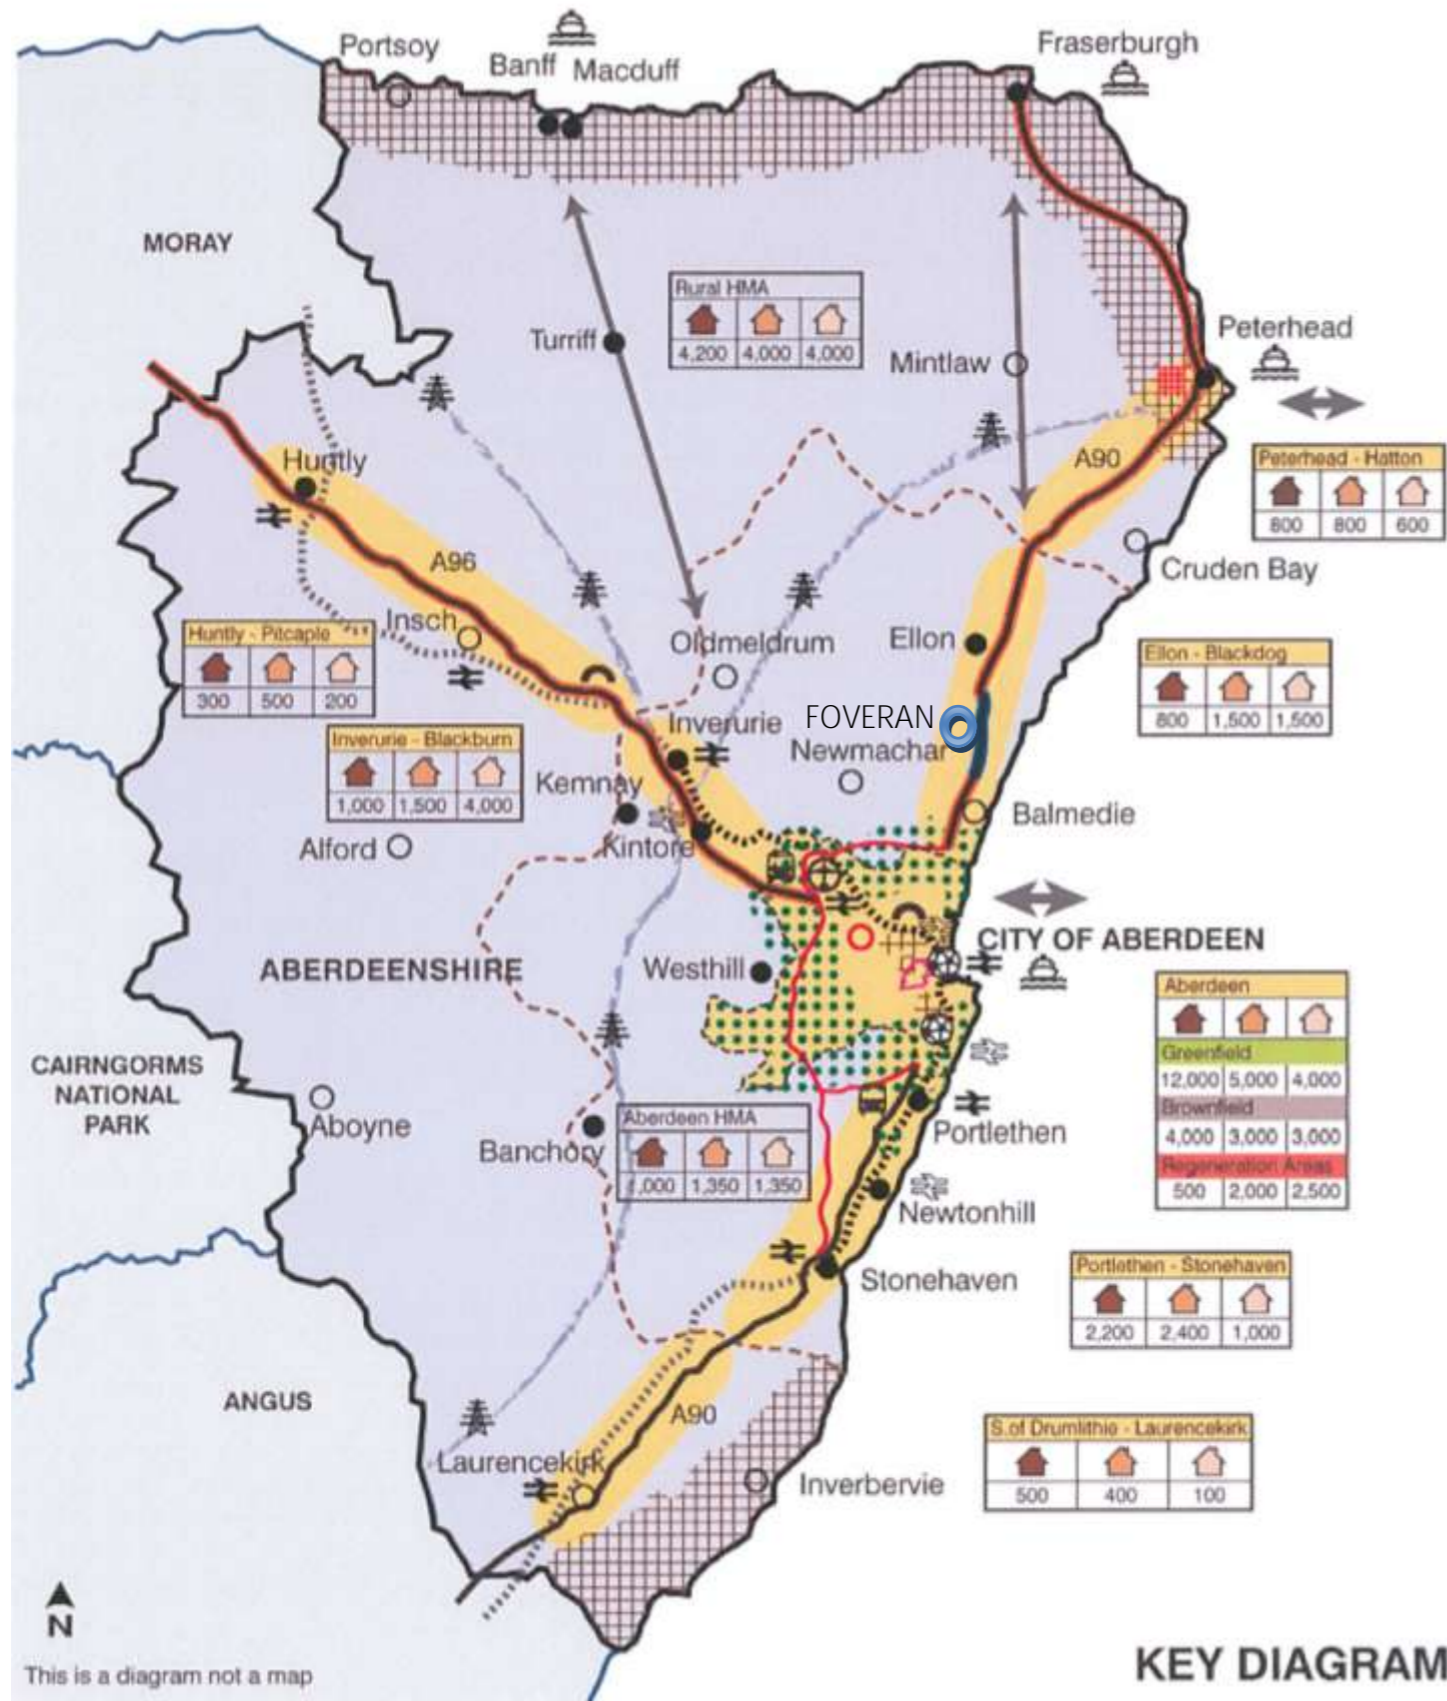 Portsoy
Banff
Macduff
Fraserburgh
MORAY
Rural HMA
4,200 4,000 4,000
Turriff
Mintlaw
Peterhead
Huntly
A90
Peterhead - Hatton
800 800 600
A96
Cruden Bay
Insch
Huntly - Pitcaple
300 500 200
Oldmeldrum
Ellon
Ellon - Blackdog
800 1,500 1,500
FOVERAN
Inverurie
Newmachar
Inverurie - Blackburn
1,000 1,500 4,000
Kemnay
Balmedie
Alford
Kintore
CITY OF ABERDEEN
ABERDEENSHIRE
Westhill
Aberdeen
Greenfield
12,000 5,000 4,000
Brownfield
4,000 3,000 3,000
Regeneration Areas
500 2,000 2,500
CAIRNGORMS
NATIONAL
PARK
Aboyne
Banchory
Aberdeen HMA
1,350 1,350
Portlethen
Newtonhill
Stonehaven
Portlethen - Stonehaven
2,200 2,400 1,000
ANGUS
A90
Laurencekirk
Inverbervie
S.of Drumlithie - Laurencekirk
500 400 100
N
This is a diagram not a map
KEY DIAGRAM